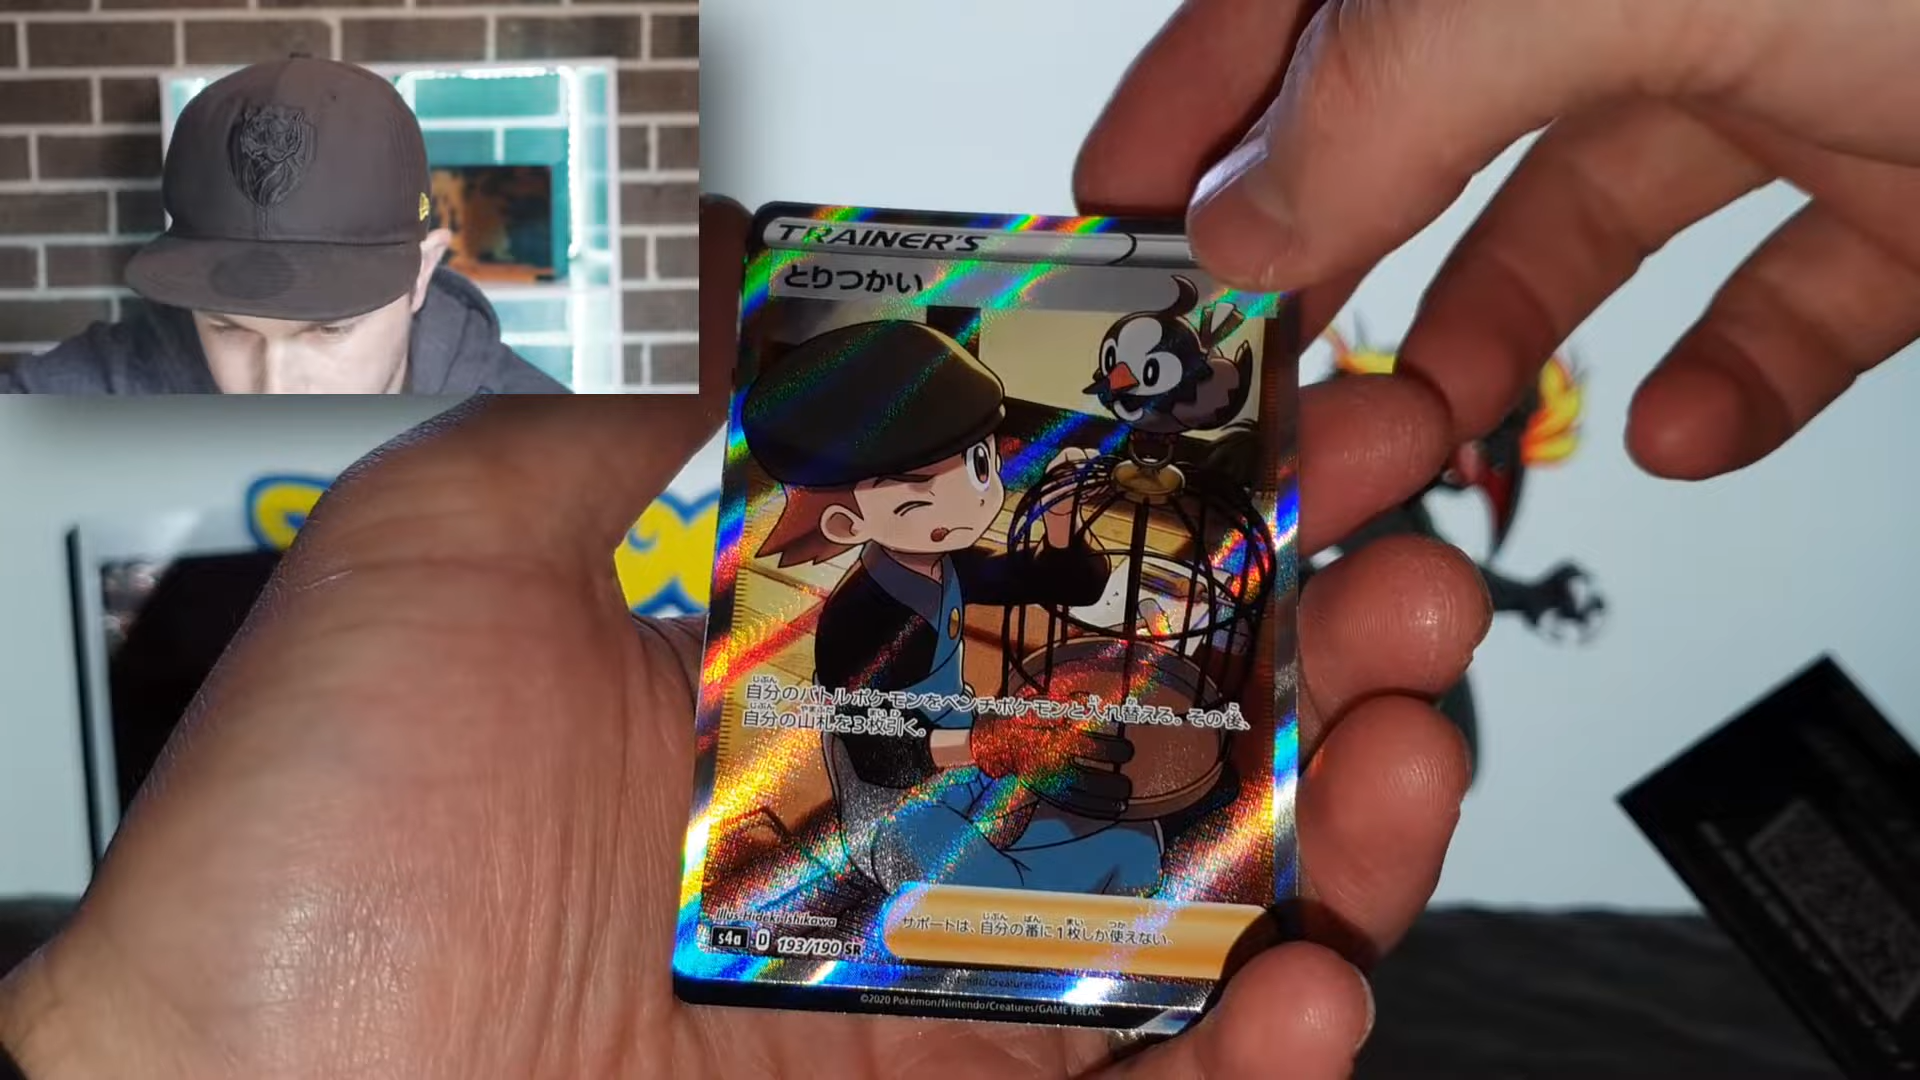 TRAINER'S
とりつかい
自分のバトルポケモンをベンチポケモンと入れ替える。その後、
自分の山札を3枚引く。
Illus. Hideki Ishikawa
サポートは、自分の番に1枚しか使えない。
s4a D 193/190 SR
©2020 Pokémon/Nintendo/Creatures/GAME FREAK.